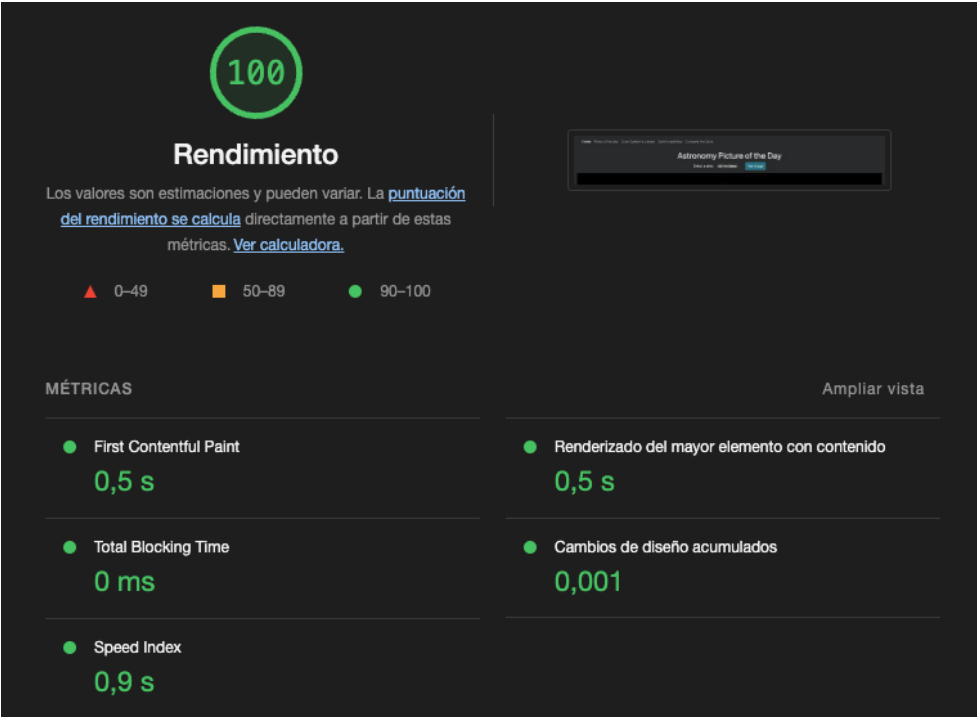 100
Rendimiento
Los valores son estimaciones y pueden variar. La puntuación
del rendimiento se calcula directamente a partir de estas
métricas. Ver calculadora.
0–49
50–89
90–100
Astronomy Picture of the Day
MÉTRICAS
Ampliar vista
First Contentful Paint
0,5 s
Renderizado del mayor elemento con contenido
0,5 s
Total Blocking Time
0 ms
Cambios de diseño acumulados
0,001
Speed Index
0,9 s